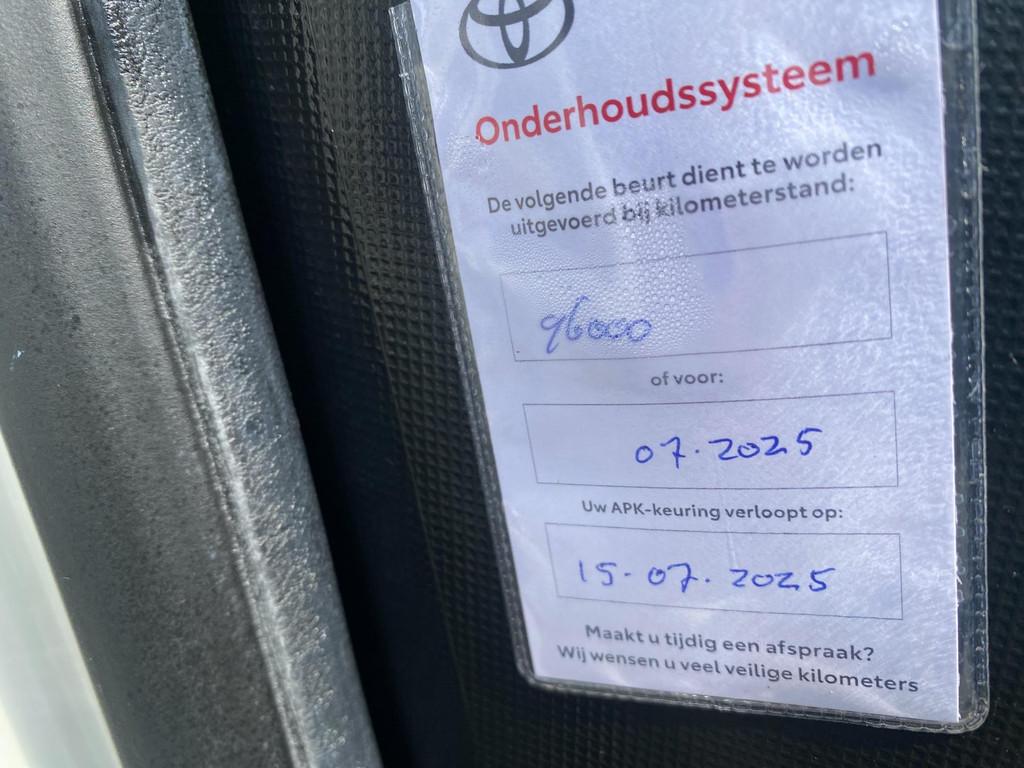 Onderhoudssysteem
De volgende beurt dient te worden
uitgevoerd bij kilometerstand:
96000
of voor:
07.2025
Uw APK-keuring verloopt op:
15-07.2025
Maakt u tijdig een afspraak?
Wij wensen u veel veilige kilometers